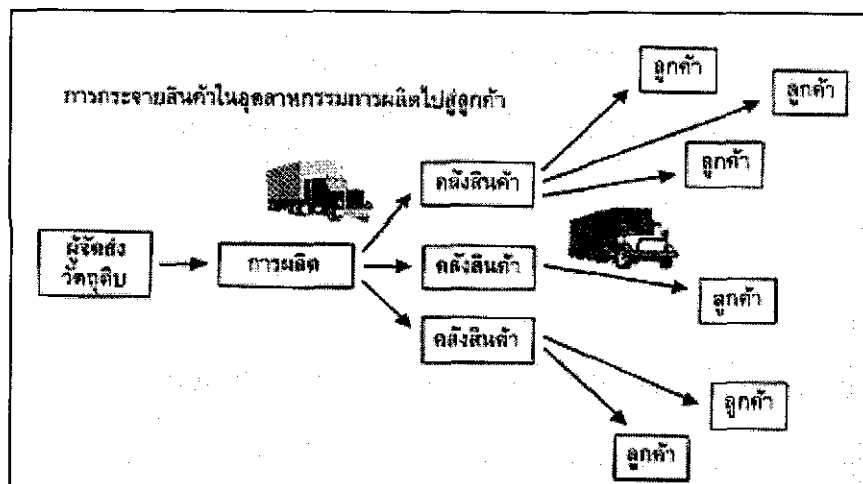 การกระจายสินค้าในอุตสาหกรรมการผลิตไปสู่ลูกค้า
ลูกค้า
ลูกค้า
ลูกค้า
คลังสินค้า
ผู้จัดส่ง
วัตถุดิบ
การผลิต
คลังสินค้า
ลูกค้า
คลังสินค้า
ลูกค้า
ลูกค้า